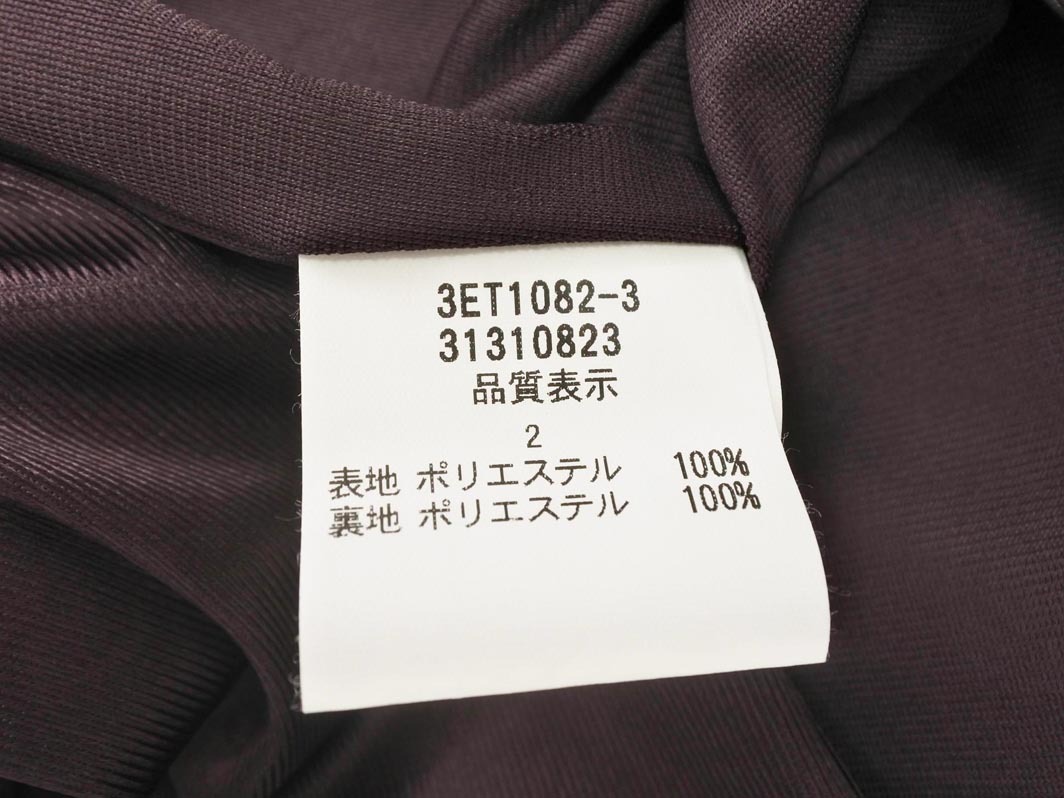 3ET1082-3
31310823
品質表示
2
表地 ポリエステル 100%
裏地 ポリエステル 100%